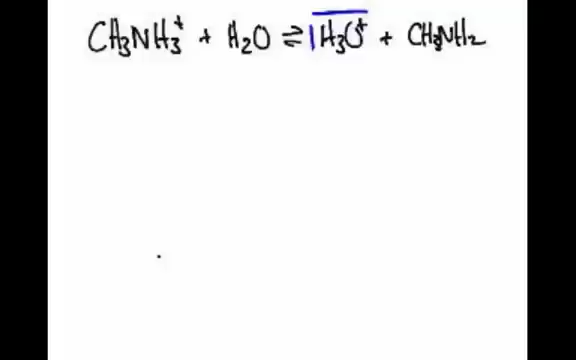 CH₃NH₃⁺ + H₂O ⇌ H₃O⁺ + CH₃NH₂